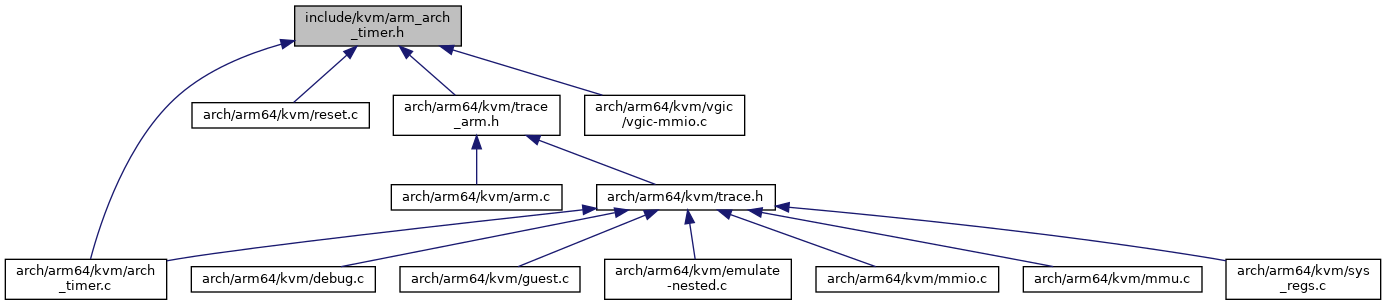 include/kvm/arm_arch
_timer.h
arch/arm64/kvm/reset.c
arch/arm64/kvm/trace
_arm.h
arch/arm64/kvm/vgic
/vgic-mmio.c
arch/arm64/kvm/arm.c
arch/arm64/kvm/trace.h
arch/arm64/kvm/arch
_timer.c
arch/arm64/kvm/debug.c
arch/arm64/kvm/guest.c
arch/arm64/kvm/emulate
-nested.c
arch/arm64/kvm/mmio.c
arch/arm64/kvm/mmu.c
arch/arm64/kvm/sys
_regs.c